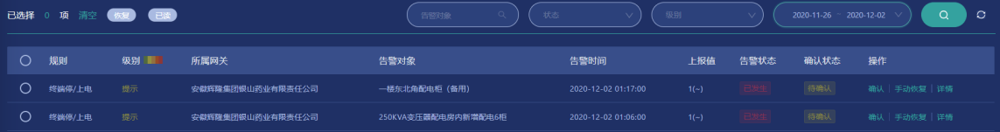 已选择 0 项 清空 恢复 已读 告警对象 状态 级别 2020-11-26 ~ 2020-12-02
规则 级别 所属网关 告警对象 告警时间 上报值 告警状态 确认状态 操作
终端停/上电 提示 安徽辉隆集团银山药业有限责任公司 一楼东北角配电柜（备用） 2020-12-02 01:17:00 1(~) 已发生 待确认 确认 | 手动恢复 | 详情
终端停/上电 提示 安徽辉隆集团银山药业有限责任公司 250KVA变压器配电房内新增配电6柜 2020-12-02 01:06:00 1(~) 已发生 待确认 确认 | 手动恢复 | 详情